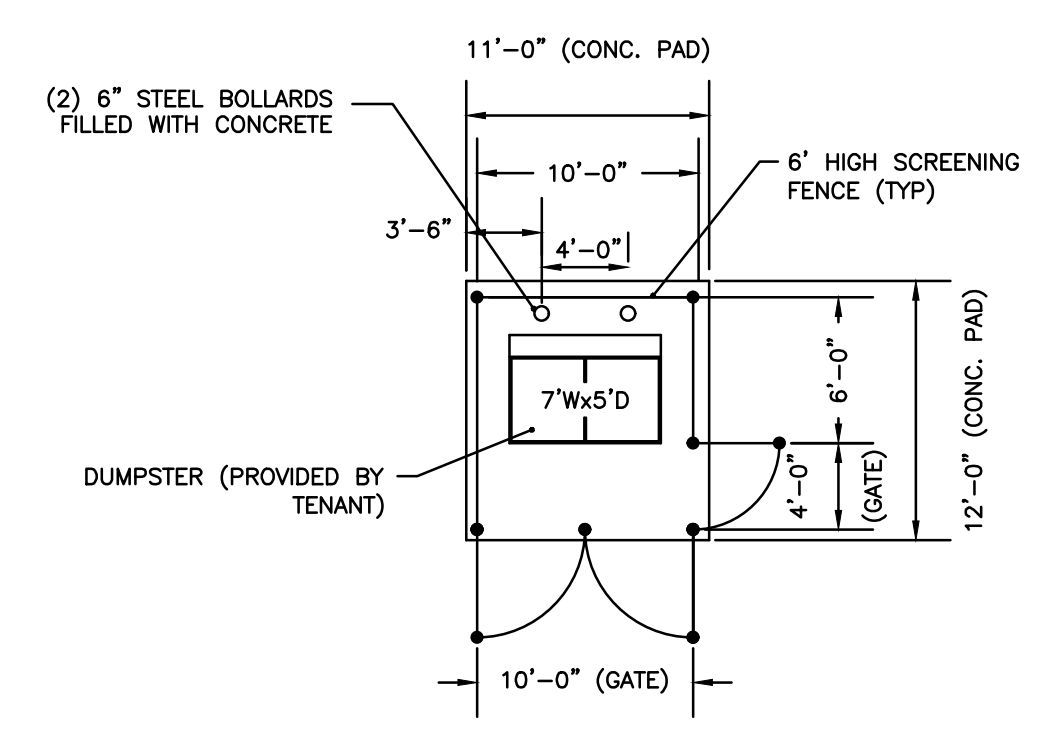 11'-0" (CONC. PAD)
(2) 6" STEEL BOLLARDS
FILLED WITH CONCRETE
10'-0"
6' HIGH SCREENING
FENCE (TYP)
3'-6"
4'-0"
7'Wx5'D
6'-0"
12'-0" (CONC. PAD)
DUMPSTER (PROVIDED BY
TENANT)
4'-0"
(GATE)
10'-0" (GATE)